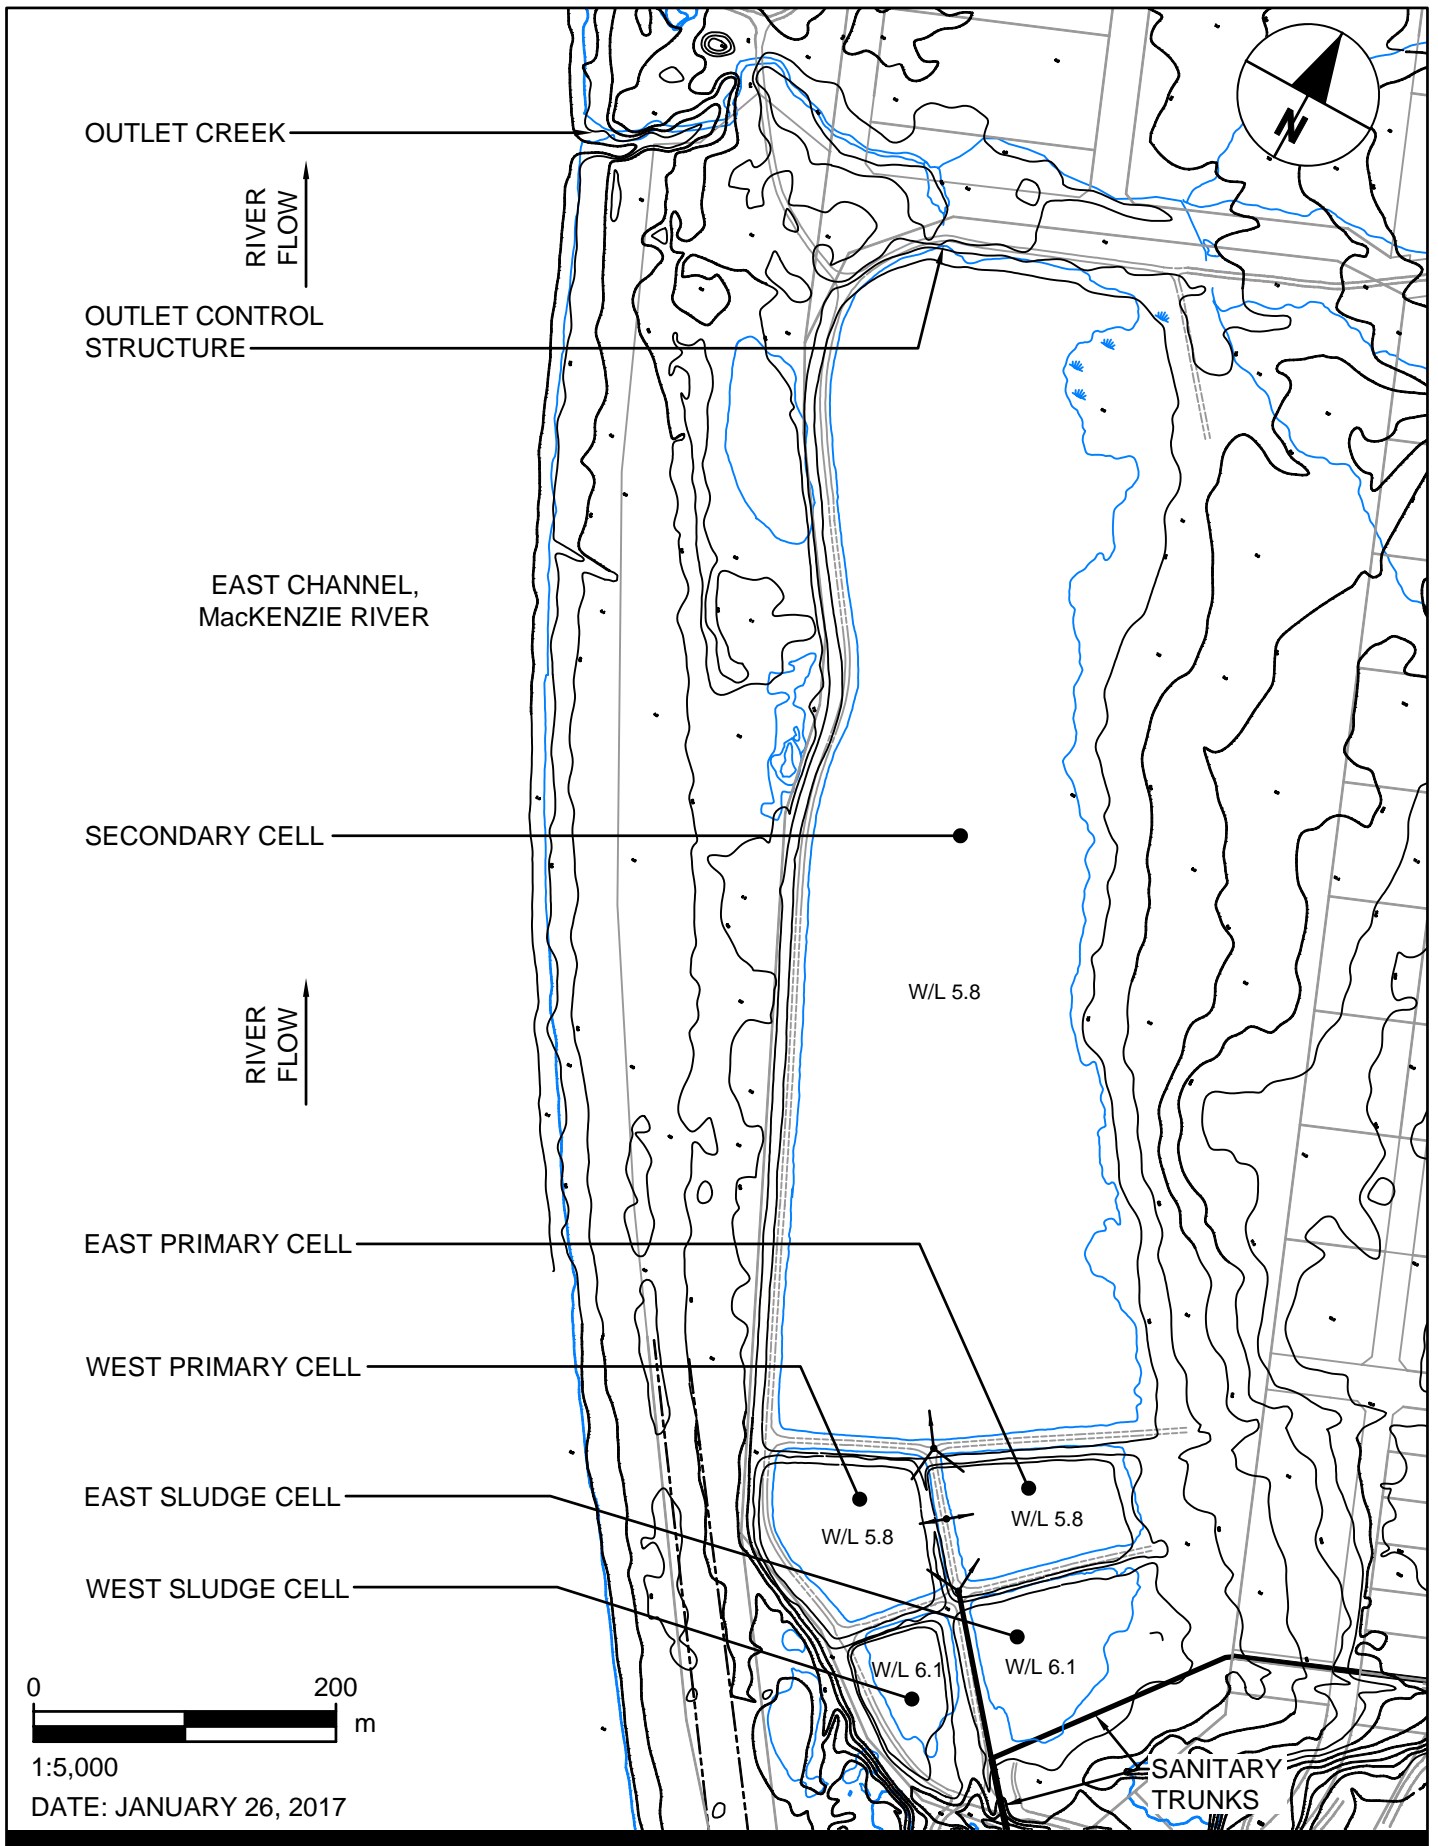 N
OUTLET CREEK
RIVER
FLOW
OUTLET CONTROL
STRUCTURE
EAST CHANNEL,
MacKENZIE RIVER
SECONDARY CELL
W/L 5.8
RIVER
FLOW
EAST PRIMARY CELL
WEST PRIMARY CELL
EAST SLUDGE CELL
W/L 5.8
W/L 5.8
WEST SLUDGE CELL
W/L 6.1
W/L 6.1
0 200
m
1:5,000
SANITARY
TRUNKS
DATE: JANUARY 26, 2017